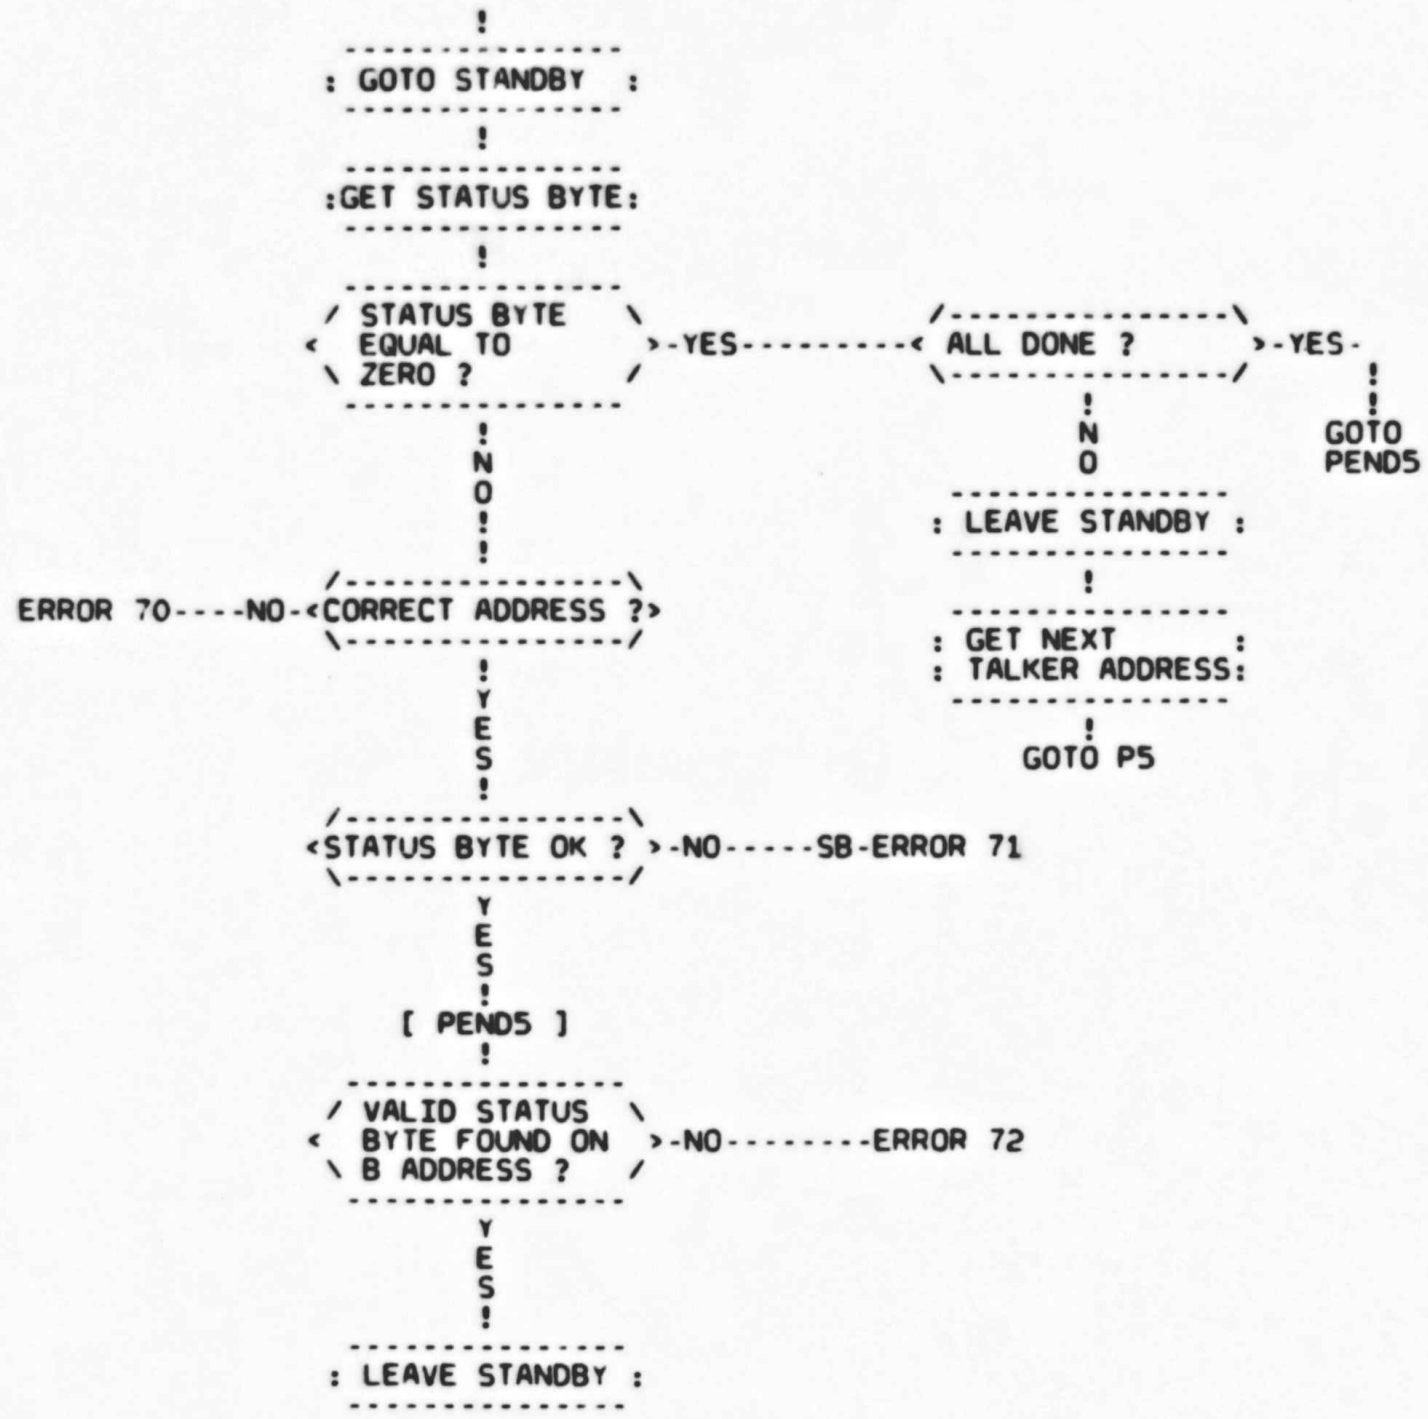 !
---------------
: GOTO STANDBY :
---------------
!
---------------
:GET STATUS BYTE:
---------------
!
---------------
/ STATUS BYTE \
< EQUAL TO >-YES---------< ALL DONE ? >-YES-
\ ZERO ? /
---------------
/---------------\
\---------------/
!
!
GOTO
PEND5
!
N
O
---------------
: LEAVE STANDBY :
---------------
!
---------------
: GET NEXT :
: TALKER ADDRESS:
---------------
!
GOTO P5
!
N
O
!
!
/---------------\
ERROR 70----NO-<CORRECT ADDRESS ?>
\---------------/
!
Y
E
S
!
/---------------\
<STATUS BYTE OK ? >-NO-----SB-ERROR 71
\---------------/
Y
E
S
!
[ PEND5 ]
!
---------------
/ VALID STATUS \
< BYTE FOUND ON >-NO--------ERROR 72
\ B ADDRESS ? /
---------------
Y
E
S
!
---------------
: LEAVE STANDBY :
---------------